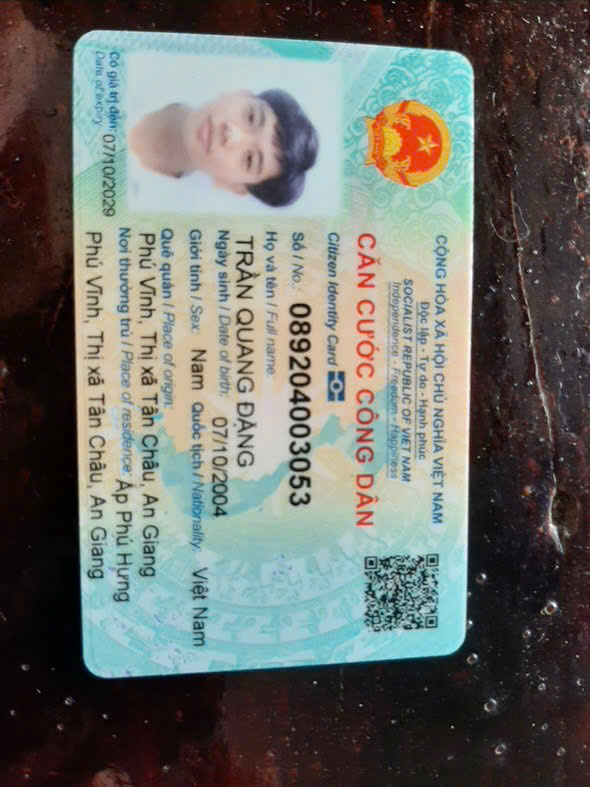 CỘNG HÒA XÃ HỘI CHỦ NGHĨA VIỆT NAM
Độc lập - Tự do - Hạnh phúc
SOCIALIST REPUBLIC OF VIET NAM
Independence - Freedom - Happiness
CĂN CƯỚC CÔNG DÂN
Citizen Identity Card
Số / No.: 089204003053
Họ và tên / Full name:
TRẦN QUANG ĐẶNG
Ngày sinh / Date of birth: 07/10/2004
Giới tính / Sex: Nam Quốc tịch / Nationality: Việt Nam
Quê quán / Place of origin:
Phú Vĩnh, Thị xã Tân Châu, An Giang
Nơi thường trú / Place of residence: Ấp Phú Hưng
Phú Vĩnh, Thị xã Tân Châu, An Giang
Có giá trị đến: 07/10/2029
Date of expiry